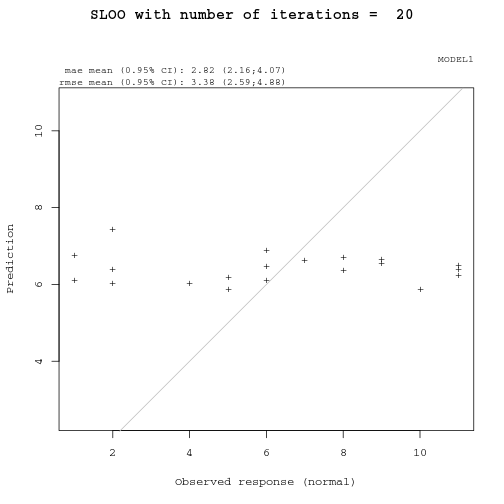 SLOO with number of iterations = 20
MODEL1
mae mean (0.95% CI): 2.82 (2.16;4.07)
rmse mean (0.95% CI): 3.38 (2.59;4.88)
10
8
6
4
Prediction
2 4 6 8 10
Observed response (normal)